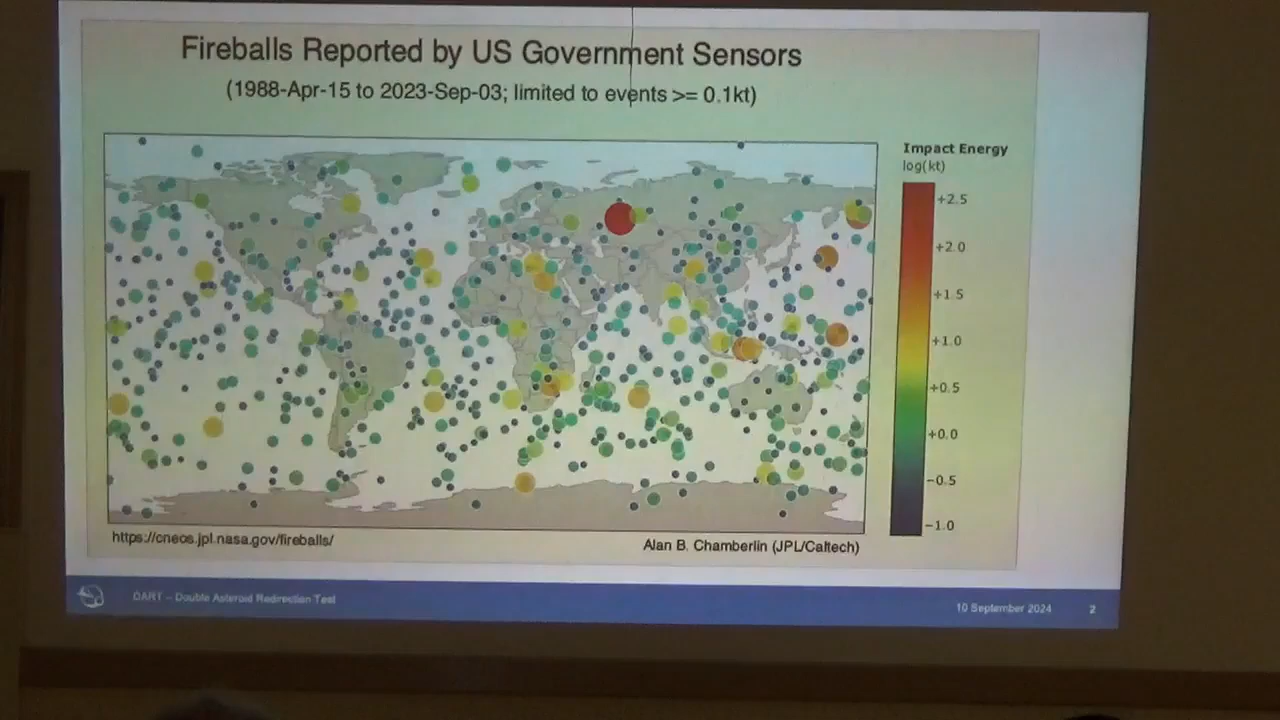 Fireballs Reported by US Government Sensors
(1988-Apr-15 to 2023-Sep-03; limited to events >= 0.1kt)
Impact Energy
log(kt)
+2.5
+2.0
+1.5
+1.0
+0.5
+0.0
−0.5
−1.0
https://cneos.jpl.nasa.gov/fireballs/
Alan B. Chamberlin (JPL/Caltech)
DART – Double Asteroid Redirection Test
10 September 2024
2